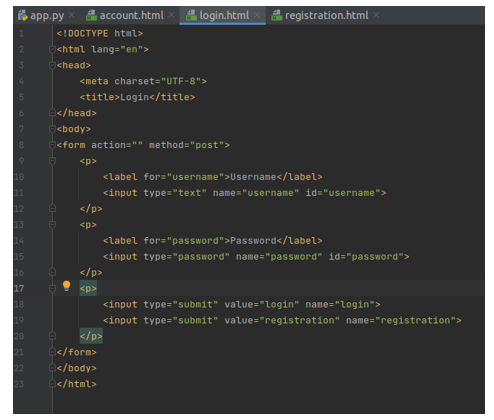 app.py × account.html × login.html × registration.html ×
1 <!DOCTYPE html>
2 <html lang="en">
3 <head>
4 <meta charset="UTF-8">
5 <title>Login</title>
6 </head>
7 <body>
8 <form action="" method="post">
9 <p>
10 <label for="username">Username</label>
11 <input type="text" name="username" id="username">
12 </p>
13 <p>
14 <label for="password">Password</label>
15 <input type="password" name="password" id="password">
16 </p>
17 <p>
18 <input type="submit" value="login" name="login">
19 <input type="submit" value="registration" name="registration">
20 </p>
21 </form>
22 </body>
23 </html>